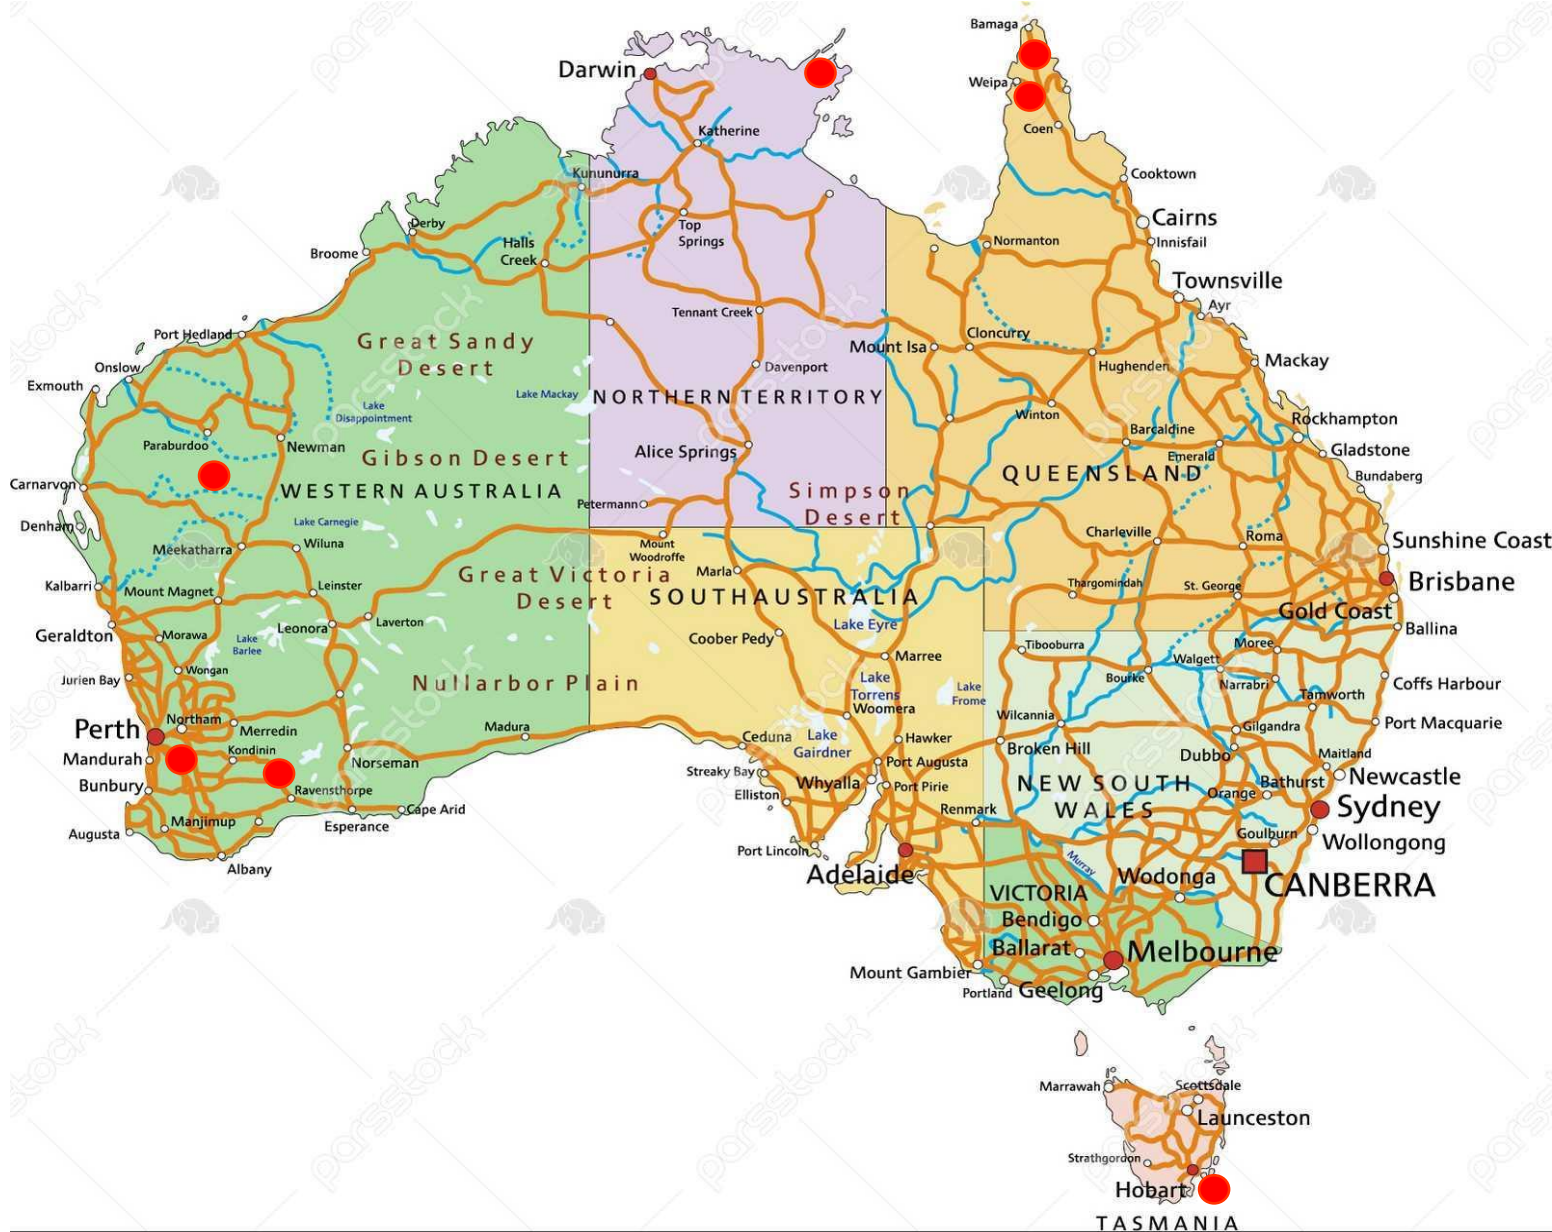 Bamaga
Darwin
Weipa
Katherine
Coen
Kununurra
Cooktown
Derby
Cairns
Top
Springs
Halls
Creek
Normanton
Innisfail
Broome
Townsville
Ayr
Tennant Creek
Port Hedland
Great Sandy
Desert
Cloncurry
Mount Isa
Mackay
Onslow
Davenport
Hughenden
Exmouth
Lake Mackay
NORTHERN TERRITORY
Lake
Disappointment
Winton
Rockhampton
Barcaldine
Paraburdoo
Newman
Alice Springs
Emerald
Gladstone
Gibson Desert
QUEENSLAND
Bundaberg
Carnarvon
WESTERN AUSTRALIA
Simpson
Desert
Petermann
Denham
Lake Carnegie
Charleville
Roma
Sunshine Coast
Meekatharra
Wiluna
Mount
Woodroffe
Marla
Great Victoria
Desert
Thargomindah
St. George
Brisbane
Kalbarri
Mount Magnet
Leinster
SOUTH AUSTRALIA
Gold Coast
Geraldton
Morawa
Leonora
Laverton
Lake Eyre
Ballina
Lake
Barlee
Coober Pedy
Tibooburra
Moree
Marree
Walgett
Wongan
Jurien Bay
Nullarbor Plain
Lake
Torrens
Woomera
Lake
Frome
Bourke
Narrabri
Coffs Harbour
Tamworth
Northam
Perth
Merredin
Madura
Wilcannia
Gilgandra
Port Macquarie
Ceduna
Lake
Gairdner
Hawker
Broken Hill
Dubbo
Maitland
Mandurah
Kondinin
Norseman
Streaky Bay
Port Augusta
Newcastle
Bunbury
Ravensthorpe
Whyalla
Port Pirie
NEW SOUTH
WALES
Bathurst
Orange
Elliston
Renmark
Sydney
Augusta
Manjimup
Esperance
Cape Arid
Goulburn
Wollongong
Port Lincoln
Murray
Albany
Adelaide
Wodonga
CANBERRA
VICTORIA
Bendigo
Ballarat
Melbourne
Mount Gambier
Portland
Geelong
Marrawah
Scottsdale
Launceston
Strathgordon
Hobart
TASMANIA
parsstock